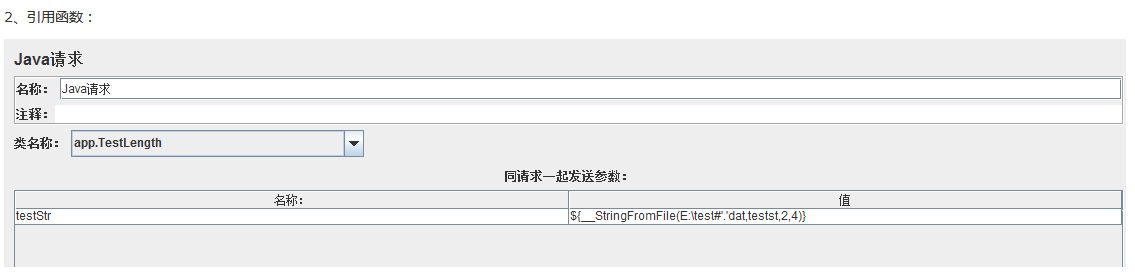 2、引用函数：
Java请求
名称： Java请求
注释：
类名称： app.TestLength
同请求一起发送参数：
名称： 值
testStr ${__StringFromFile(E:\test#'.'dat,testst,2,4)}